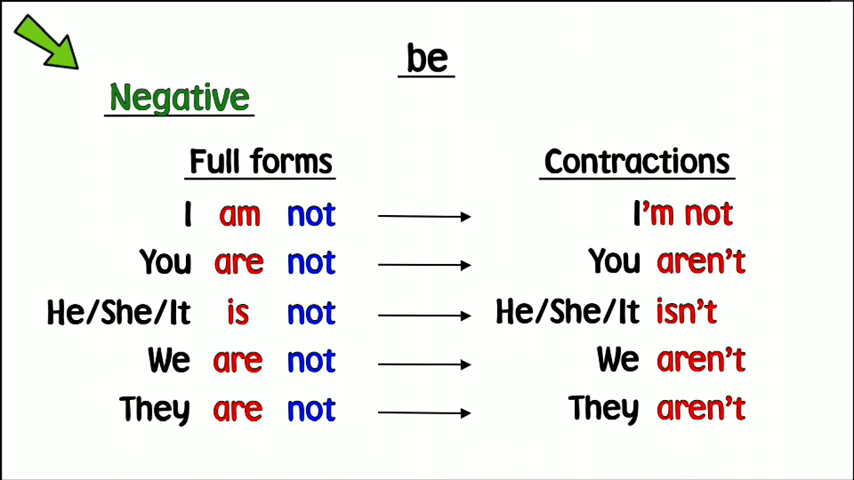 be
Negative
Full forms Contractions
I am not I'm not
You are not You aren't
He/She/It is not He/She/It isn't
We are not We aren't
They are not They aren't